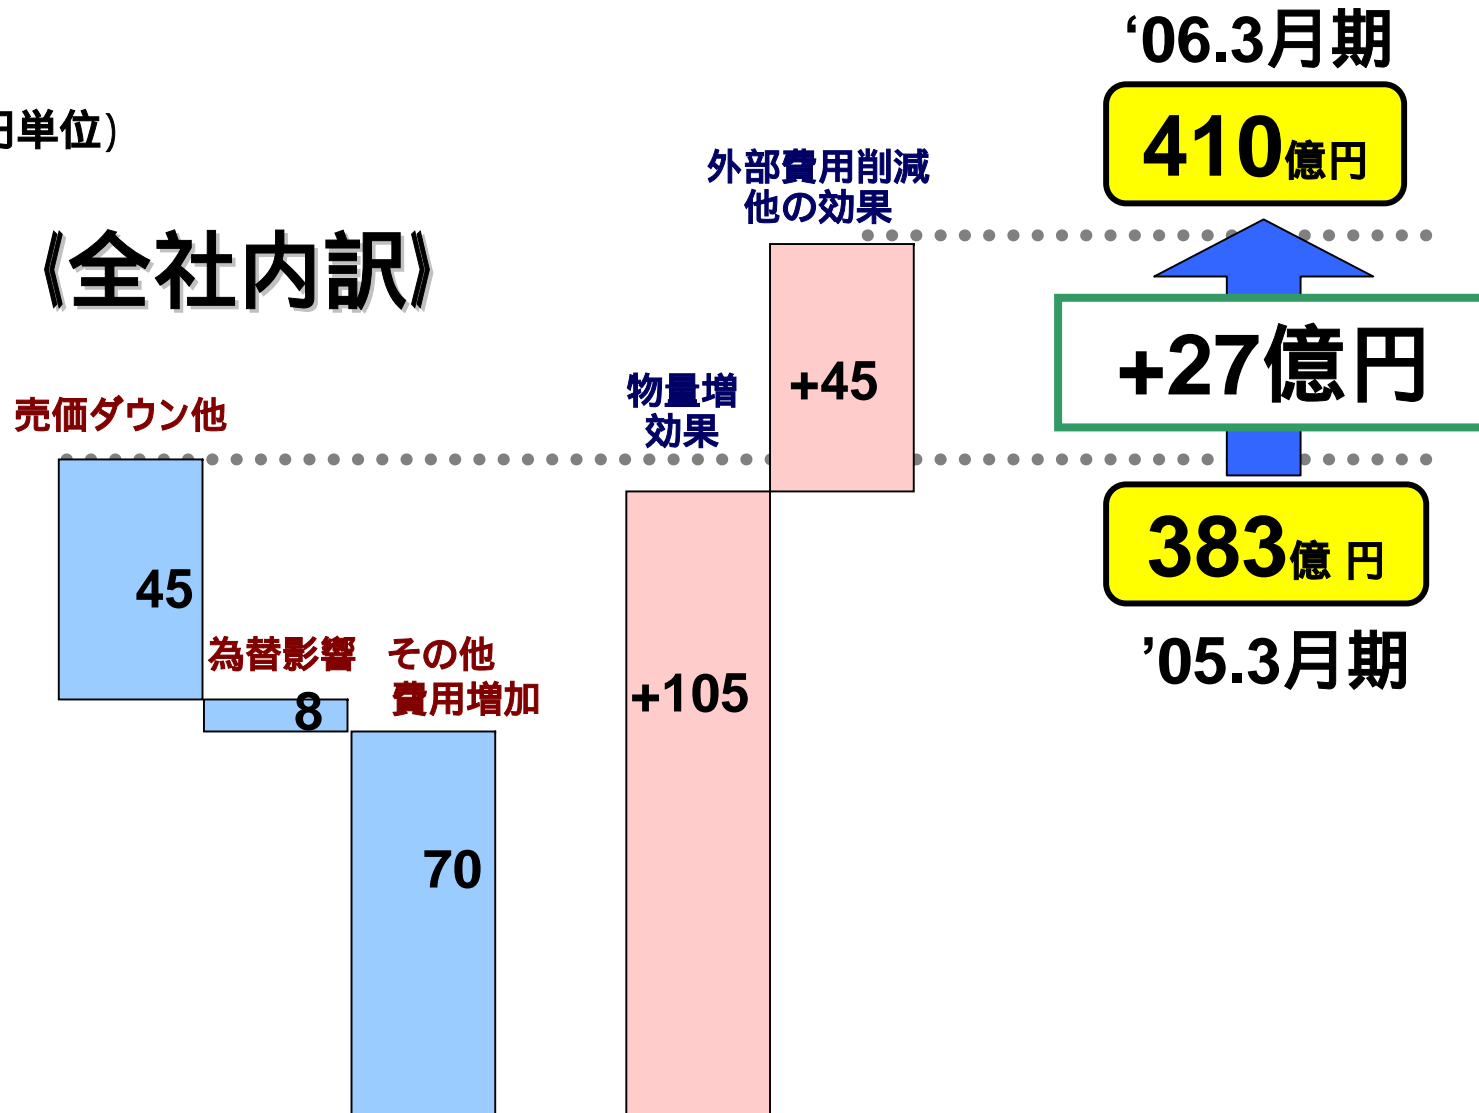 ‘06.3月期
410億円
円単位)
外部費用削減
他の効果
《全社内訳》
+27億円
物量増
効果
+45
売価ダウン他
383億 円
45
’05.3月期
為替影響 その他
費用増加
8
+105
70